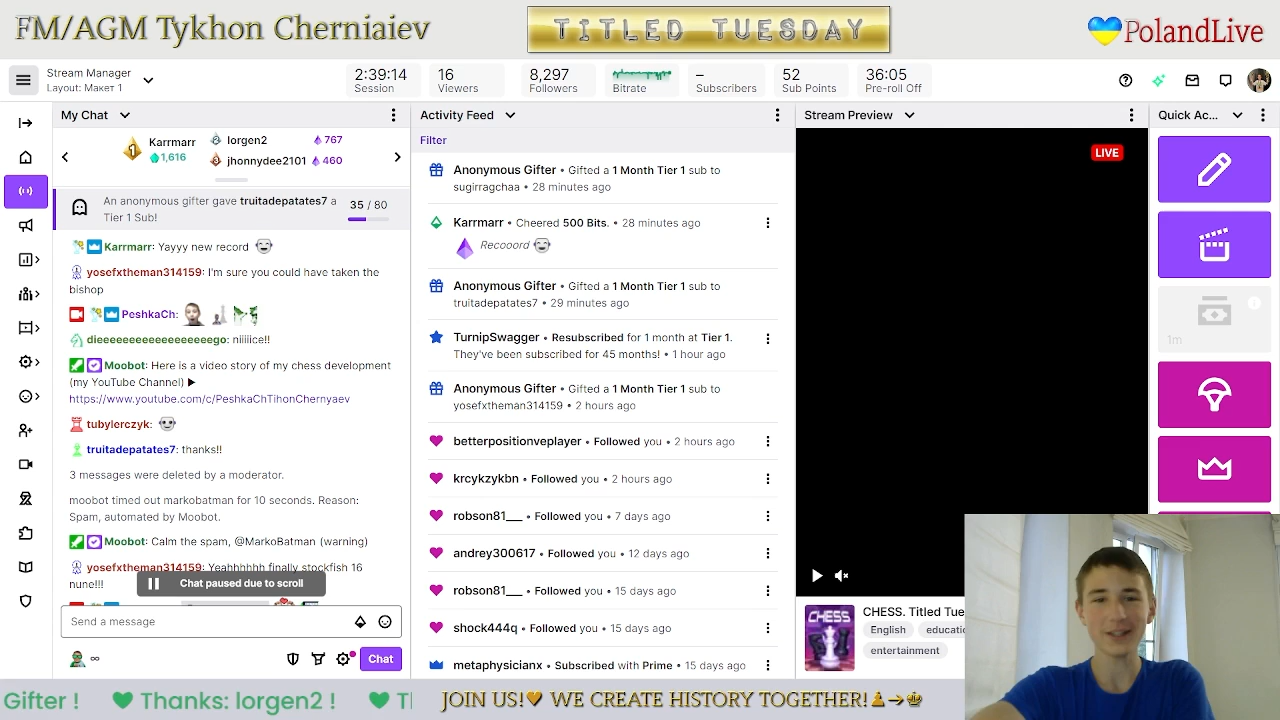 FM/AGM Tykhon Cherniaiev
TITLED TUESDAY
PolandLive
Stream Manager
Layout: Макет 1
2:39:14
Session
16
Viewers
8,297
Followers
Bitrate
–
Subscribers
52
Sub Points
36:05
Pre-roll Off
My Chat
1
Karrmarr
1,616
2 lorgen2 767
3 jhonnydee2101 460
An anonymous gifter gave truitadepatates7 a
Tier 1 Sub!
35 / 80
Karrmarr: Yayyy new record
yosefxtheman314159: I'm sure you could have taken the
bishop
PeshkaCh:
dieeeeeeeeeeeeeeeeego: niiiice!!
Moobot: Here is a video story of my chess development
(my YouTube Channel) ▶
https://www.youtube.com/c/PeshkaChTihonChernyaev
tubylerczyk:
truitadepatates7: thanks!!
3 messages were deleted by a moderator.
moobot timed out markobatman for 10 seconds. Reason:
Spam, automated by Moobot.
Moobot: Calm the spam, @MarkoBatman (warning)
yosefxtheman314159: Yeahhhhhh finally stockfish 16
nune!!!
Chat paused due to scroll
Send a message
∞
Chat
Activity Feed
Filter
Anonymous Gifter • Gifted a 1 Month Tier 1 sub to
sugirragchaa • 28 minutes ago
Karrmarr • Cheered 500 Bits. • 28 minutes ago
Recooord
Anonymous Gifter • Gifted a 1 Month Tier 1 sub to
truitadepatates7 • 29 minutes ago
TurnipSwagger • Resubscribed for 1 month at Tier 1.
They've been subscribed for 45 months! • 1 hour ago
Anonymous Gifter • Gifted a 1 Month Tier 1 sub to
yosefxtheman314159 • 2 hours ago
betterpositionveplayer • Followed you • 2 hours ago
krcykzykbn • Followed you • 2 hours ago
robson81__ • Followed you • 7 days ago
andrey300617 • Followed you • 12 days ago
robson81__ • Followed you • 15 days ago
shock444q • Followed you • 15 days ago
metaphysicianx • Subscribed with Prime • 15 days ago
Stream Preview
LIVE
CHESS
CHESS. Titled Tue
English
educatio
entertainment
Quick Ac...
1m
Gifter ! Thanks: lorgen2 !
JOIN US! WE CREATE HISTORY TOGETHER!